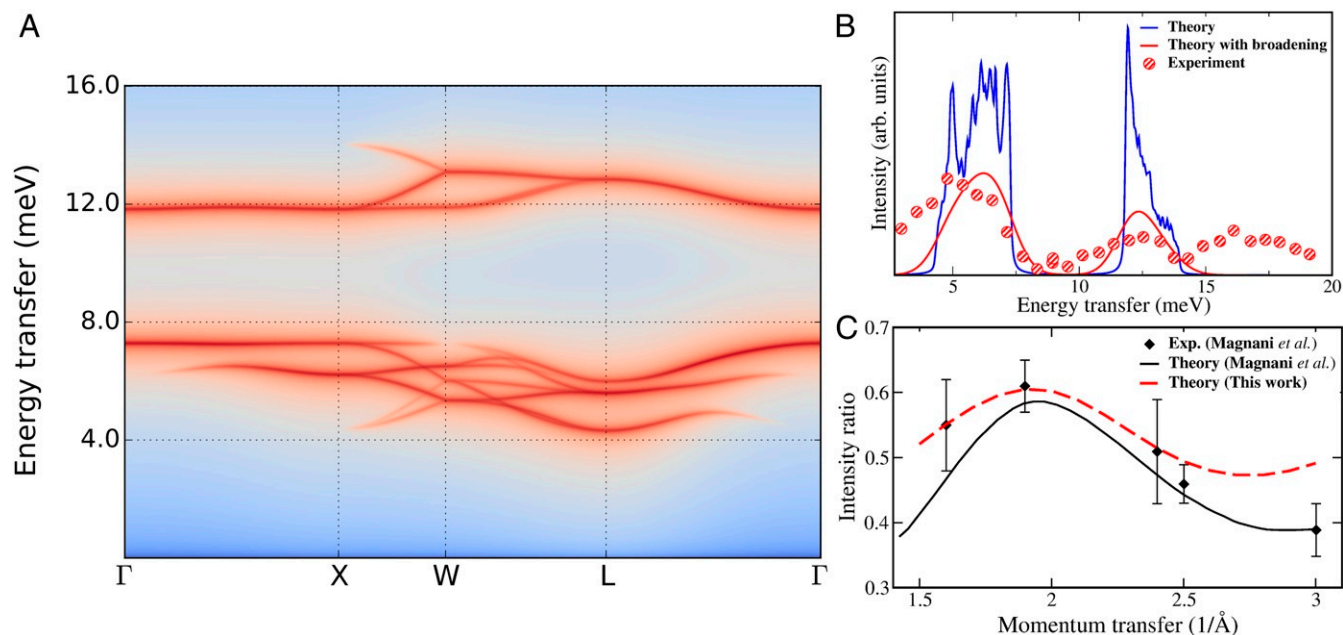 A
Energy transfer (meV)
16.0
12.0
8.0
4.0
Γ X W L Γ
B
Intensity (arb. units)
Theory
Theory with broadening
Experiment
5 10 15 20
Energy transfer (meV)
C
Intensity ratio
0.7
0.6
0.5
0.4
0.3
Exp. (Magnani et al.)
Theory (Magnani et al.)
Theory (This work)
1.5 2 2.5 3
Momentum transfer (1/Å)